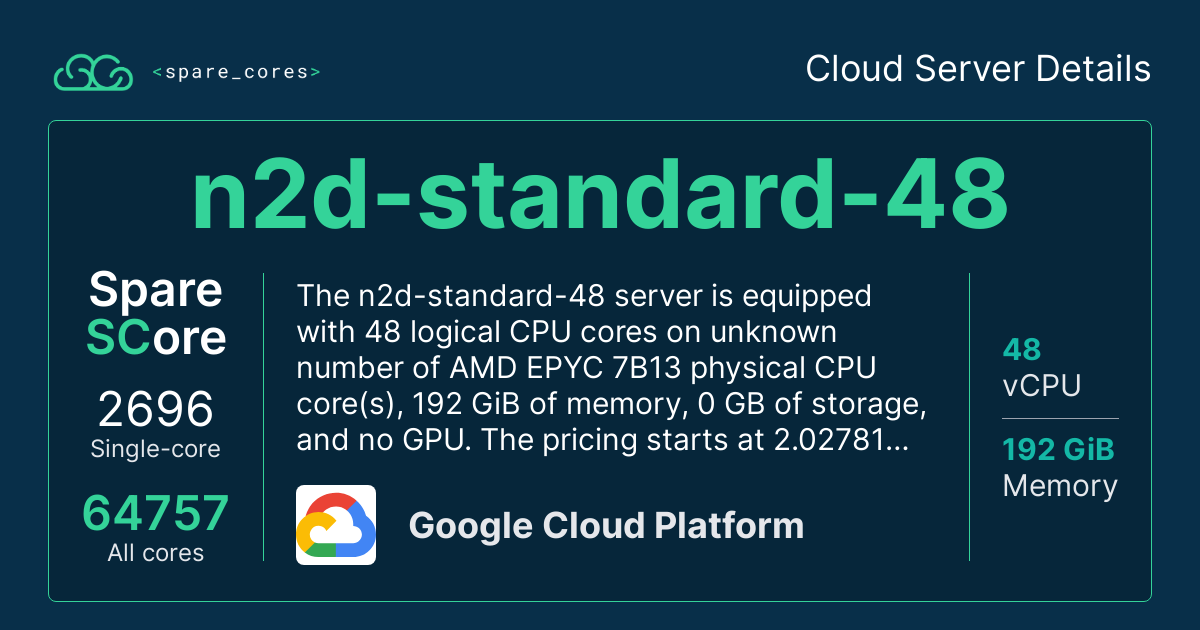 <spare_cores>
Cloud Server Details
n2d-standard-48
Spare
SCore
2696
Single-core
64757
All cores
The n2d-standard-48 server is equipped
with 48 logical CPU cores on unknown
number of AMD EPYC 7B13 physical CPU
core(s), 192 GiB of memory, 0 GB of storage,
and no GPU. The pricing starts at 2.02781...
Google Cloud Platform
48
vCPU
192 GiB
Memory